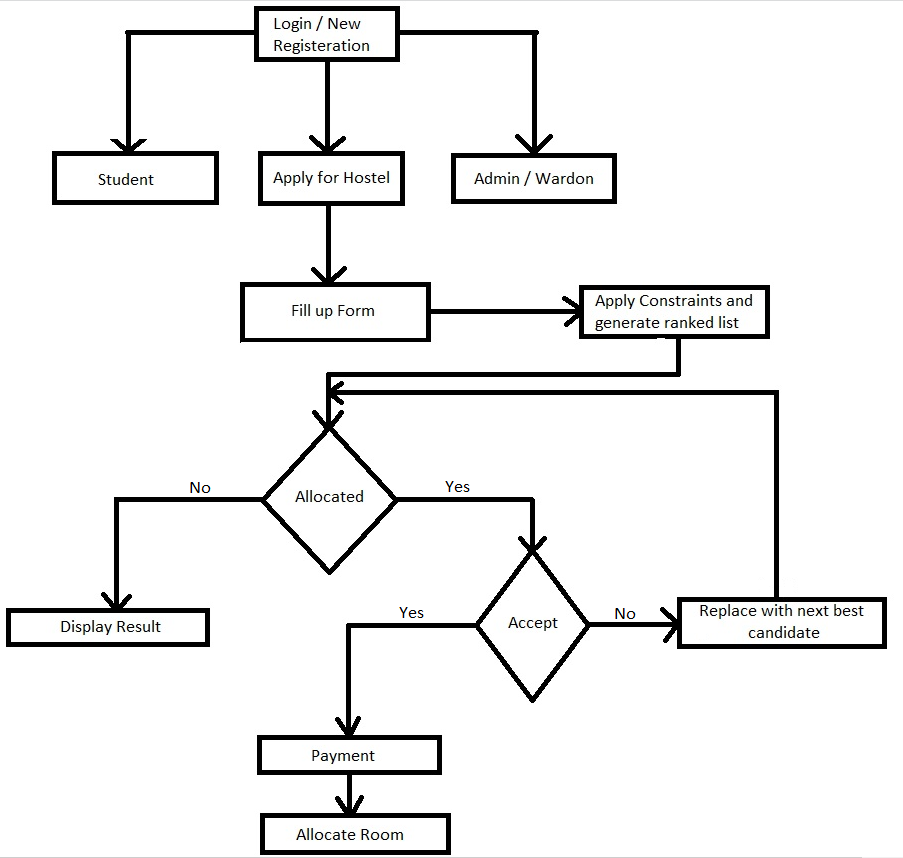 Login / New
Registeration
Student
Apply for Hostel
Admin / Wardon
Fill up Form
Apply Constraints and
generate ranked list
No
Allocated
Yes
Display Result
Yes
Accept
No
Replace with next best
candidate
Payment
Allocate Room